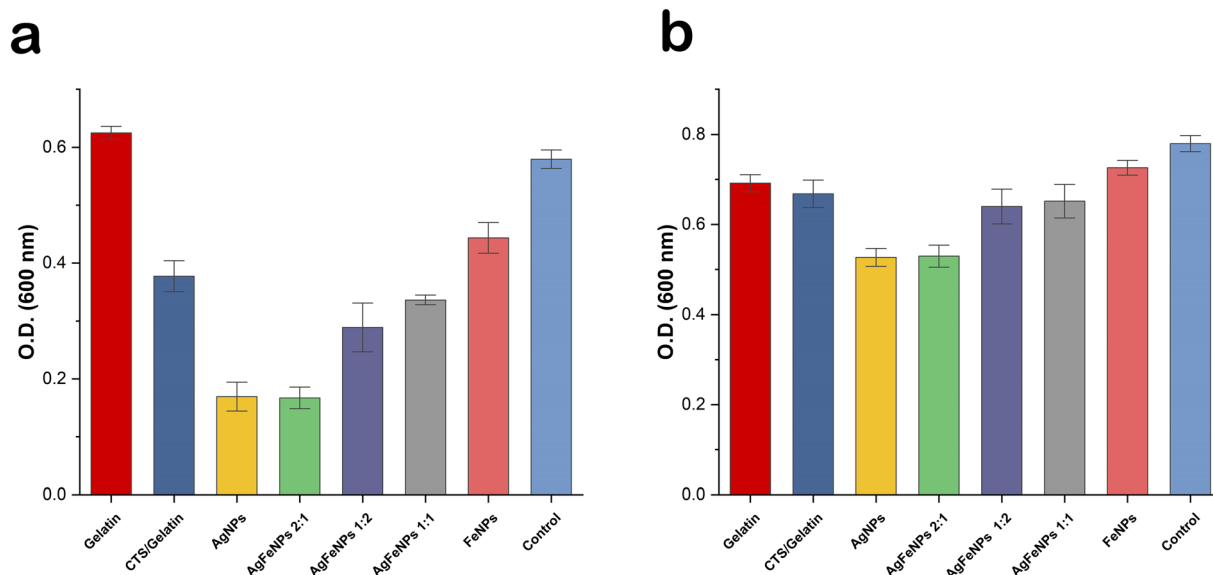 a
O.D. (600 nm)
0.6
0.4
0.2
0.0
Gelatin
CTS/Gelatin
AgNPs
AgFeNPs 2:1
AgFeNPs 1:2
AgFeNPs 1:1
FeNPs
Control
b
O.D. (600 nm)
0.8
0.6
0.4
0.2
0.0
Gelatin
CTS/Gelatin
AgNPs
AgFeNPs 2:1
AgFeNPs 1:2
AgFeNPs 1:1
FeNPs
Control